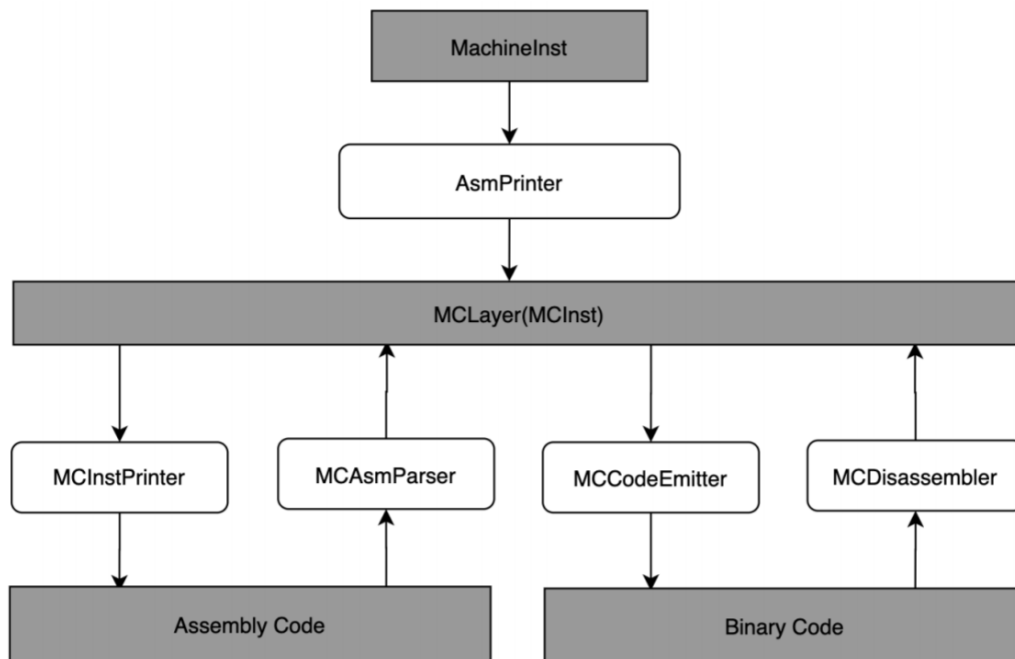 MachineInst
AsmPrinter
MCLayer(MCInst)
MCInstPrinter
MCAsmParser
MCCodeEmitter
MCDisassembler
Assembly Code
Binary Code